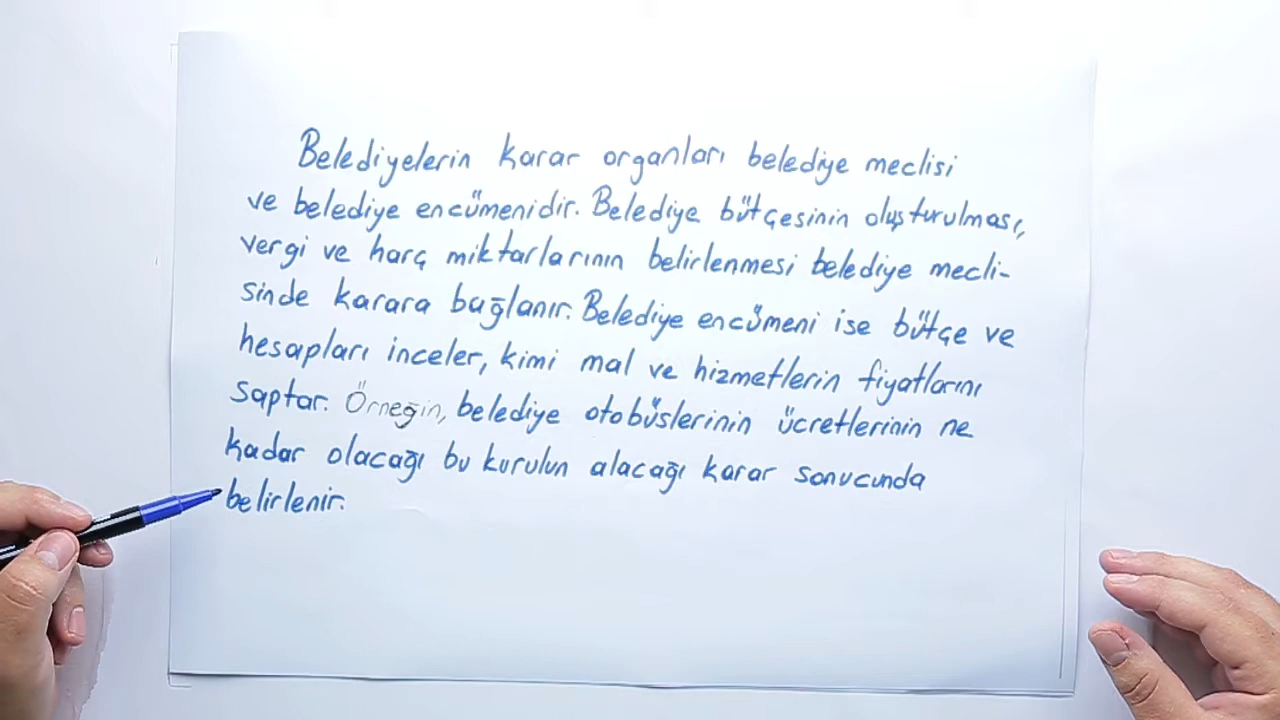 Belediyelerin karar organları belediye meclisi
ve belediye encümenidir. Belediye bütçesinin oluşturulması,
vergi ve harç miktarlarının belirlenmesi belediye mecli-
sinde karara bağlanır. Belediye encümeni ise bütçe ve
hesapları inceler, kimi mal ve hizmetlerin fiyatlarını
saptar. Örneğin, belediye otobüslerinin ücretlerinin ne
kadar olacağı bu kurulun alacağı karar sonucunda
belirlenir.